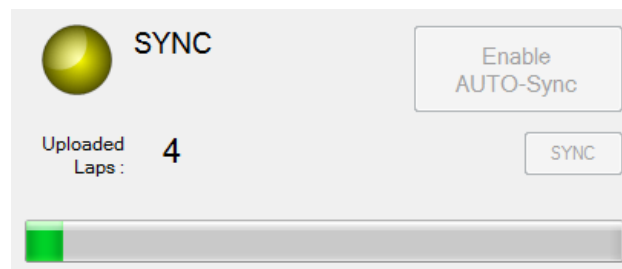 SYNC
Enable
AUTO-Sync
Uploaded
Laps :
4
SYNC